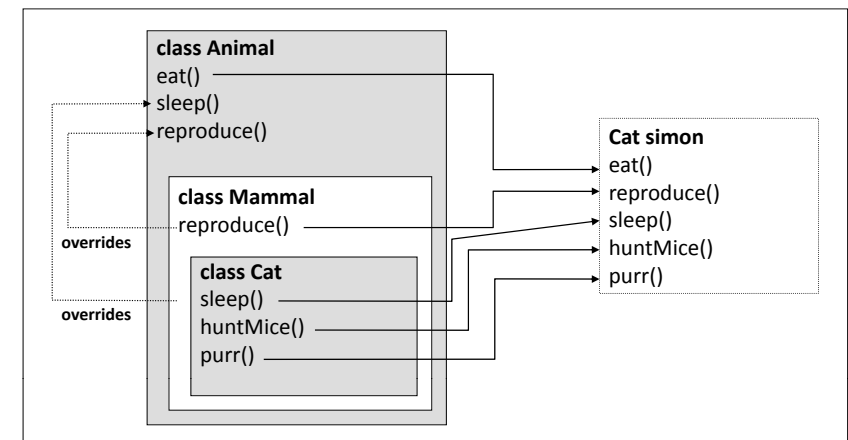 class Animal
eat()
sleep()
reproduce()
class Mammal
reproduce()
overrides
class Cat
sleep()
overrides
huntMice()
purr()
Cat simon
eat()
reproduce()
sleep()
huntMice()
purr()